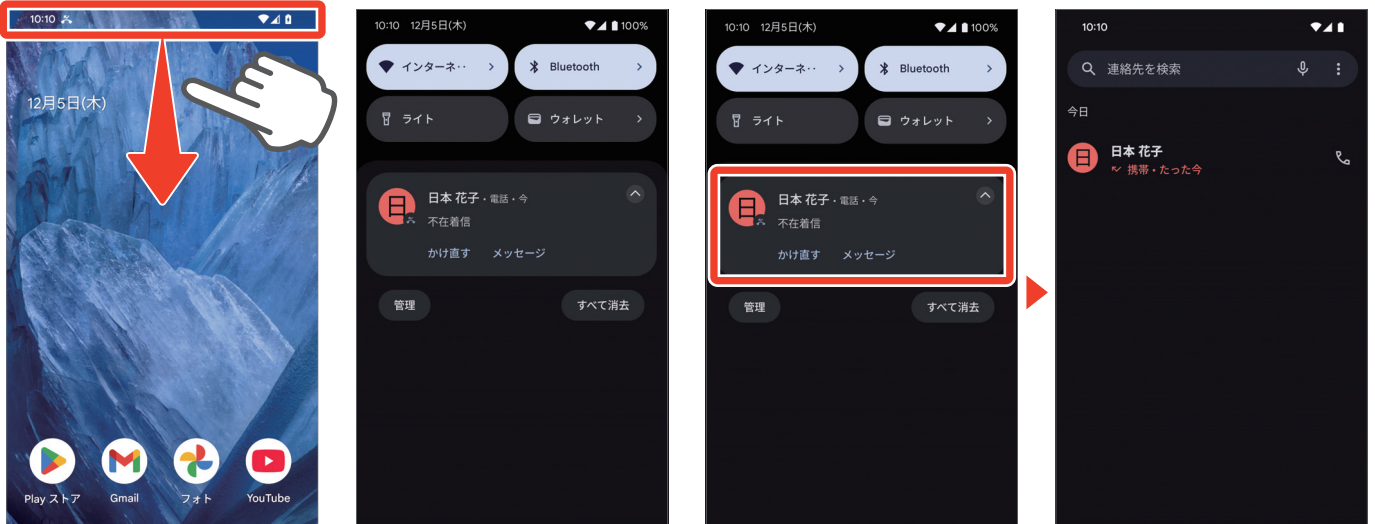 10:10
12月5日(木)
Play ストア
Gmail
フォト
YouTube
10:10 12月5日(木)
100%
インターネ‥
Bluetooth
ライト
ウォレット
日
日本 花子・電話・今
不在着信
かけ直す メッセージ
管理
すべて消去
10:10 12月5日(木)
100%
インターネ‥
Bluetooth
ライト
ウォレット
日
日本 花子・電話・今
不在着信
かけ直す メッセージ
管理
すべて消去
10:10
連絡先を検索
今日
日
日本 花子
携帯・たった今